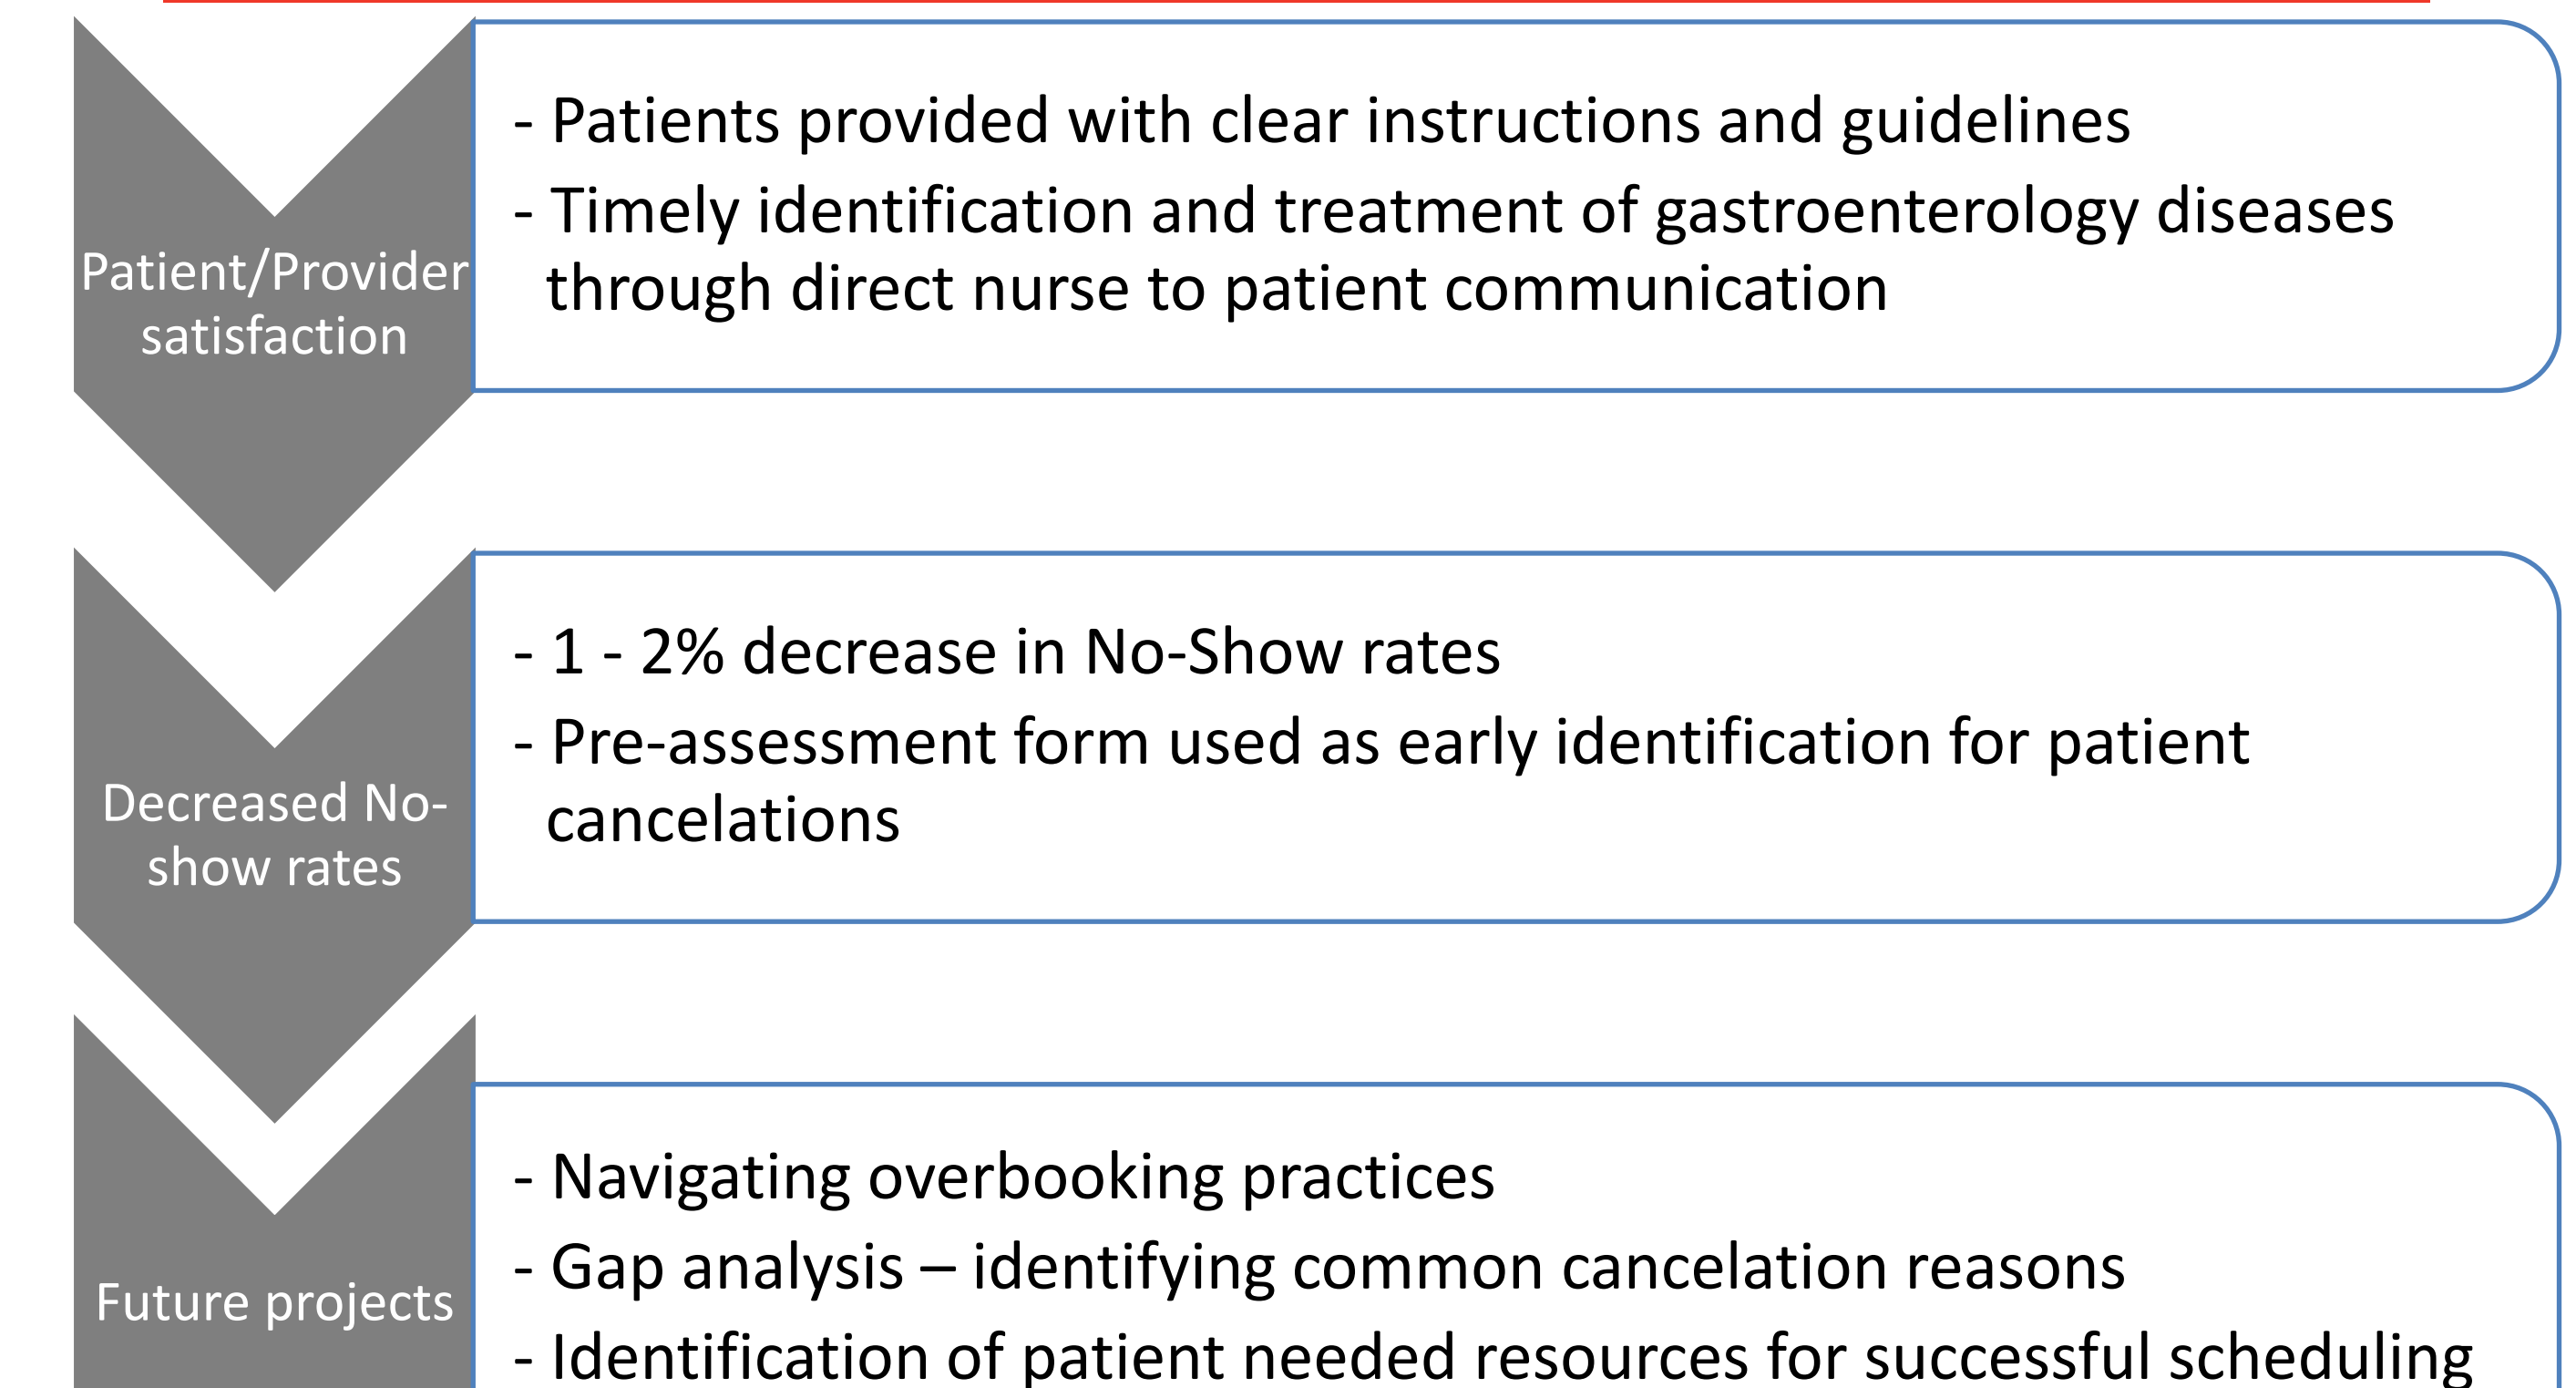 Patient/Provider
satisfaction
- Patients provided with clear instructions and guidelines
- Timely identification and treatment of gastroenterology diseases
through direct nurse to patient communication
Decreased No-
show rates
- 1 - 2% decrease in No-Show rates
- Pre-assessment form used as early identification for patient
cancelations
Future projects
- Navigating overbooking practices
- Gap analysis – identifying common cancelation reasons
- Identification of patient needed resources for successful scheduling